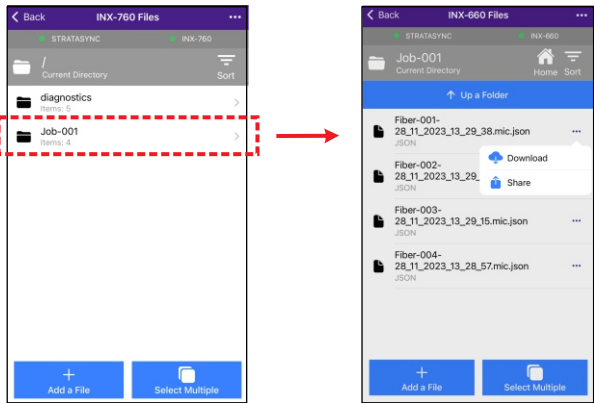 Back
INX-760 Files
STRATASYNC
INX-760
/
Current Directory
Sort
diagnostics
Items: 5
Job-001
Items: 4
Add a File
Select Multiple
Back
INX-660 Files
STRATASYNC
INX-660
Job-001
Current Directory
Home
Sort
Up a Folder
Fiber-001-
28_11_2023_13_29_38.mic.json
JSON
Download
Share
Fiber-002-
28_11_2023_13_29_
JSON
Fiber-003-
28_11_2023_13_29_15.mic.json
JSON
Fiber-004-
28_11_2023_13_28_57.mic.json
JSON
Add a File
Select Multiple